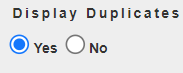 Display Duplicates
Yes No